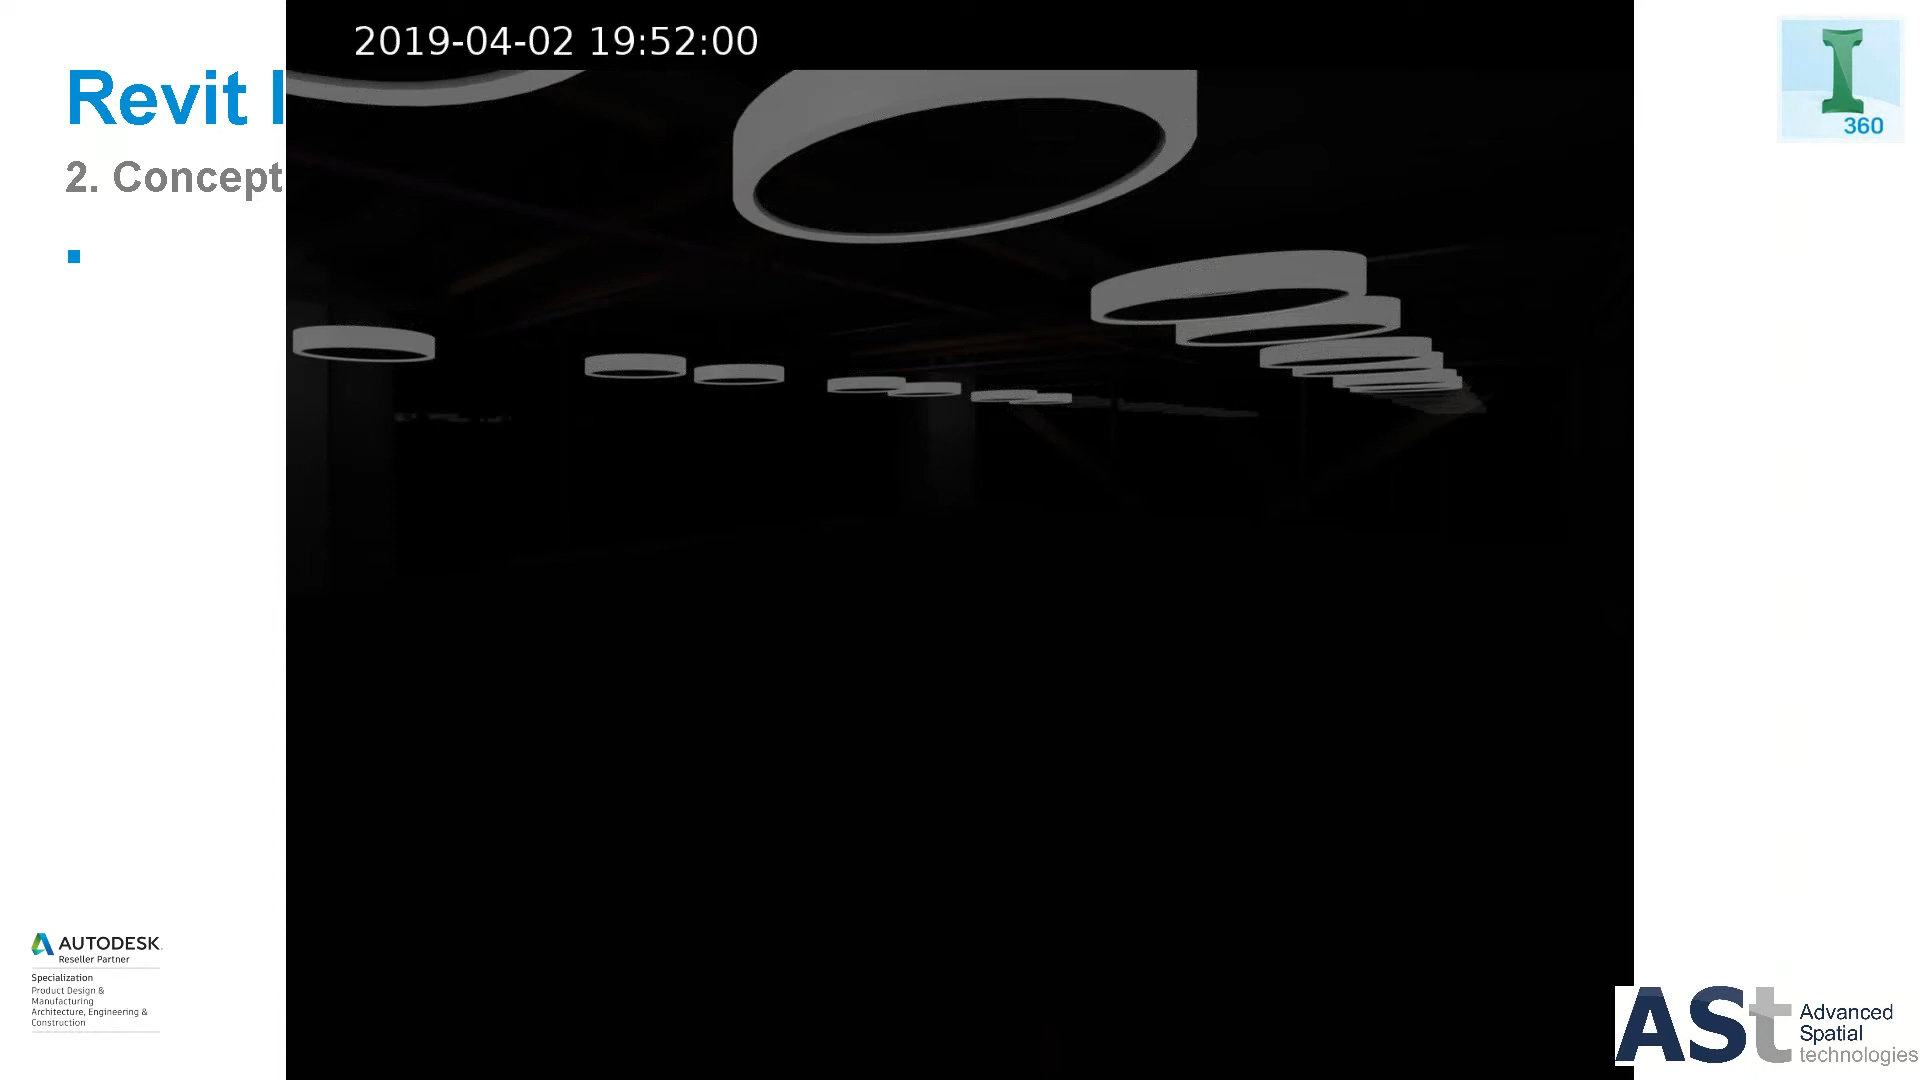 2019-04-02 19:52:00
Revit I
2. Concept
360
AUTODESK
Reseller Partner
Specialization
Product Design &
Manufacturing
Architecture, Engineering &
Construction
ASt
Advanced
Spatial
technologies